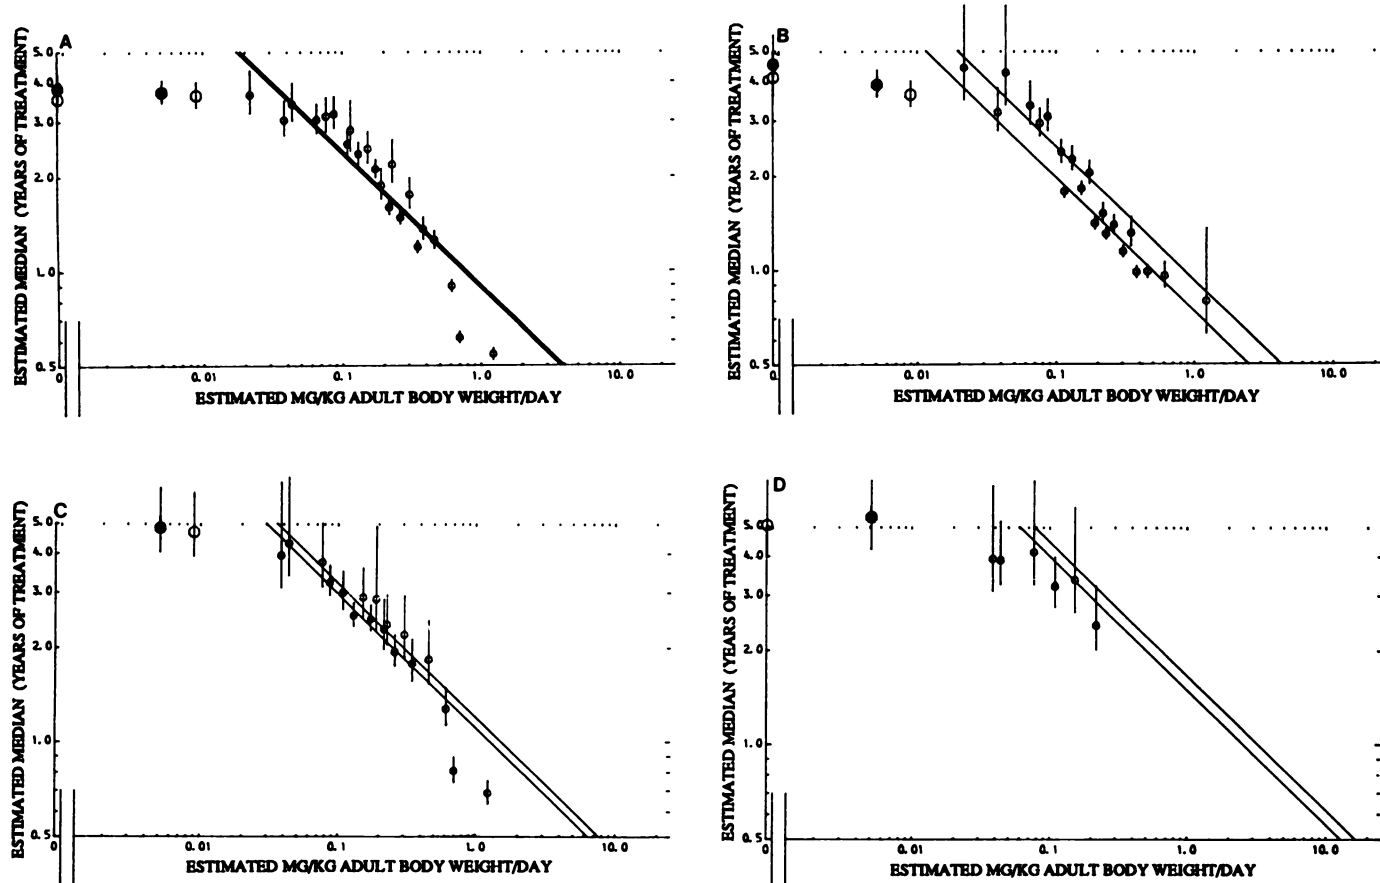 A
ESTIMATED MEDIAN (YEARS OF TREATMENT)
5.0
4.0
3.0
2.0
1.0
0.5
0 0.01 0.1 1.0 10.0
ESTIMATED MG/KG ADULT BODY WEIGHT/DAY
B
ESTIMATED MEDIAN (YEARS OF TREATMENT)
5.0
4.0
3.0
2.0
1.0
0.5
0 0.01 0.1 1.0 10.0
ESTIMATED MG/KG ADULT BODY WEIGHT/DAY
C
ESTIMATED MEDIAN (YEARS OF TREATMENT)
5.0
4.0
3.0
2.0
1.0
0.5
0 0.01 0.1 1.0 10.0
ESTIMATED MG/KG ADULT BODY WEIGHT/DAY
D
ESTIMATED MEDIAN (YEARS OF TREATMENT)
5.0
4.0
3.0
2.0
1.0
0.5
0 0.01 0.1 1.0 10.0
ESTIMATED MG/KG ADULT BODY WEIGHT/DAY